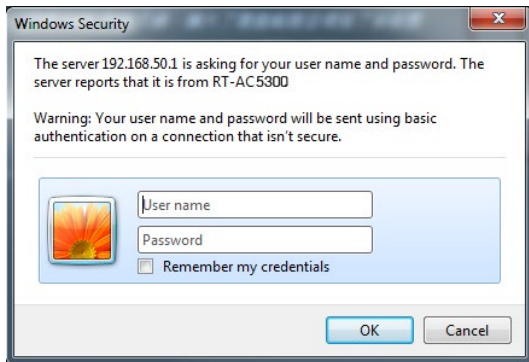 Windows Security
The server 192.168.50.1 is asking for your user name and password. The
server reports that it is from RT-AC5300
Warning: Your user name and password will be sent using basic
authentication on a connection that isn't secure.
User name
Password
Remember my credentials
OK
Cancel